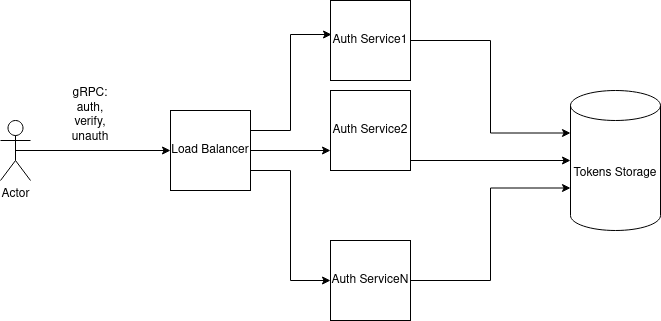 gRPC:
auth,
verify,
unauth
Actor
Load Balancer
Auth Service1
Auth Service2
Auth ServiceN
Tokens Storage